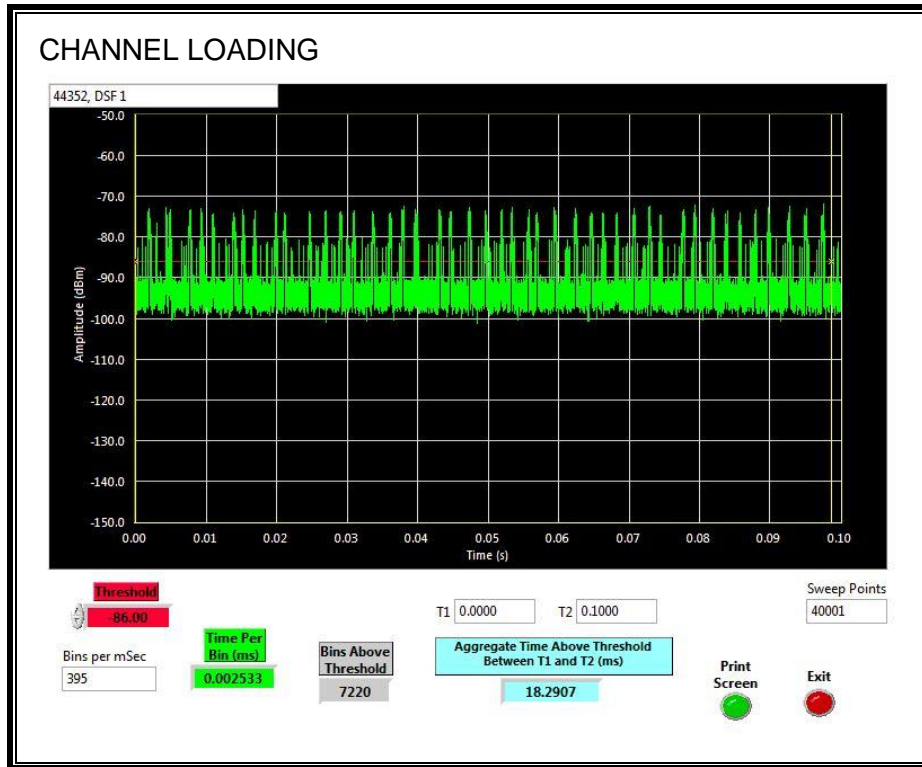 CHANNEL LOADING
44352, DSF 1
-50.0
-60.0
-70.0
-80.0
-90.0
-100.0
-110.0
-120.0
-130.0
-140.0
-150.0
Amplitude (dBm)
0.00 0.01 0.02 0.03 0.04 0.05 0.06 0.07 0.08 0.09 0.10
Time (s)
Threshold
-86.00
T1 0.0000 T2 0.1000
Sweep Points
40001
Bins per mSec
395
Time Per
Bin (ms)
0.002533
Bins Above
Threshold
7220
Aggregate Time Above Threshold
Between T1 and T2 (ms)
18.2907
Print
Screen
Exit